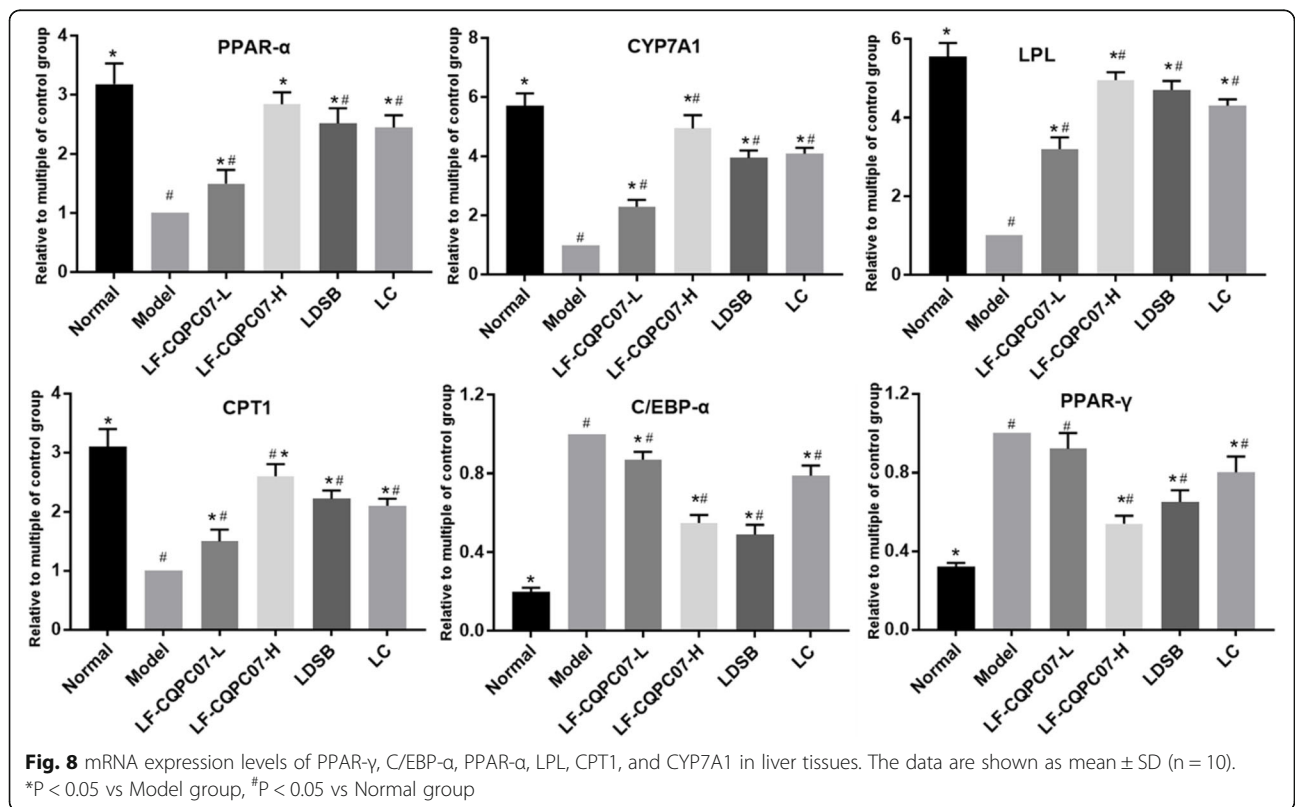 PPAR-α
Relative to multiple of control group
4
3
2
1
0
*
#
*#
*
*#
*#
Normal
Model
LF-CQPC07-L
LF-CQPC07-H
LDSB
LC
CYP7A1
Relative to multiple of control group
8
6
4
2
0
*
#
*#
*#
*#
*#
Normal
Model
LF-CQPC07-L
LF-CQPC07-H
LDSB
LC
LPL
Relative to multiple of control group
6
4
2
0
*
#
*#
*#
*#
*#
Normal
Model
LF-CQPC07-L
LF-CQPC07-H
LDSB
LC
CPT1
Relative to multiple of control group
4
3
2
1
0
*
#
*#
#*
*#
*#
Normal
Model
LF-CQPC07-L
LF-CQPC07-H
LDSB
LC
C/EBP-α
Relative to multiple of control group
1.2
0.8
0.4
0.0
*
#
*#
*#
*#
*#
Normal
Model
LF-CQPC07-L
LF-CQPC07-H
LDSB
LC
PPAR-γ
Relative to multiple of control group
1.2
0.8
0.4
0.0
*
#
#
*#
*#
*#
Normal
Model
LF-CQPC07-L
LF-CQPC07-H
LDSB
LC
Fig. 8 mRNA expression levels of PPAR-γ, C/EBP-α, PPAR-α, LPL, CPT1, and CYP7A1 in liver tissues. The data are shown as mean ± SD (n = 10).
*P < 0.05 vs Model group, #P < 0.05 vs Normal group